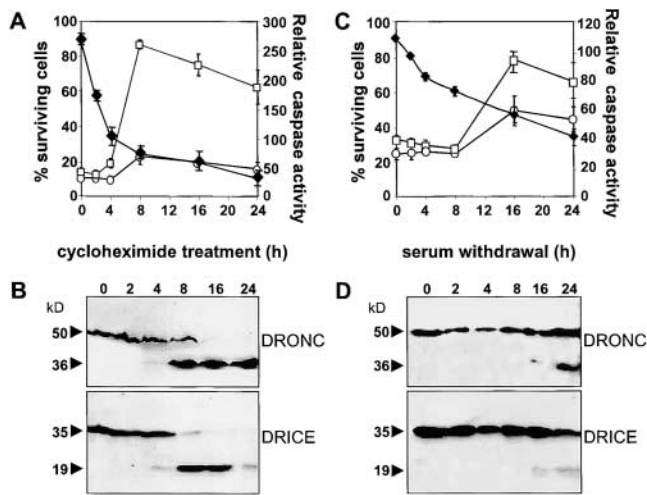 A
% surviving cells
100
80
60
40
20
0
Relative caspase activity
300
250
200
150
100
50
0
0 4 8 12 16 20 24
cycloheximide treatment (h)
C
% surviving cells
100
80
60
40
20
0
Relative caspase activity
120
100
80
60
40
20
0
0 4 8 12 16 20 24
serum withdrawal (h)
B
kD
0 2 4 8 16 24
50
DRONC
36
35
DRICE
19
D
kD
0 2 4 8 16 24
50
DRONC
36
35
DRICE
19